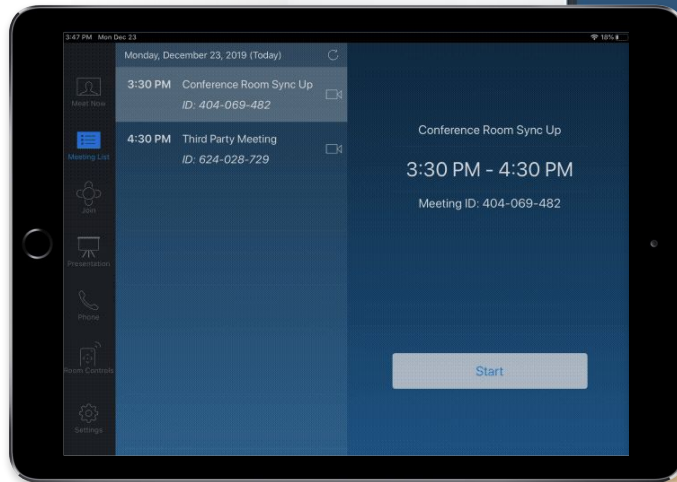 3:47 PM Mon Dec 23
18%
Monday, December 23, 2019 (Today)
Meet Now
Meeting List
Join
Presentation
Phone
Room Controls
Settings
3:30 PM Conference Room Sync Up
ID: 404-069-482
4:30 PM Third Party Meeting
ID: 624-028-729
Conference Room Sync Up
3:30 PM - 4:30 PM
Meeting ID: 404-069-482
Start